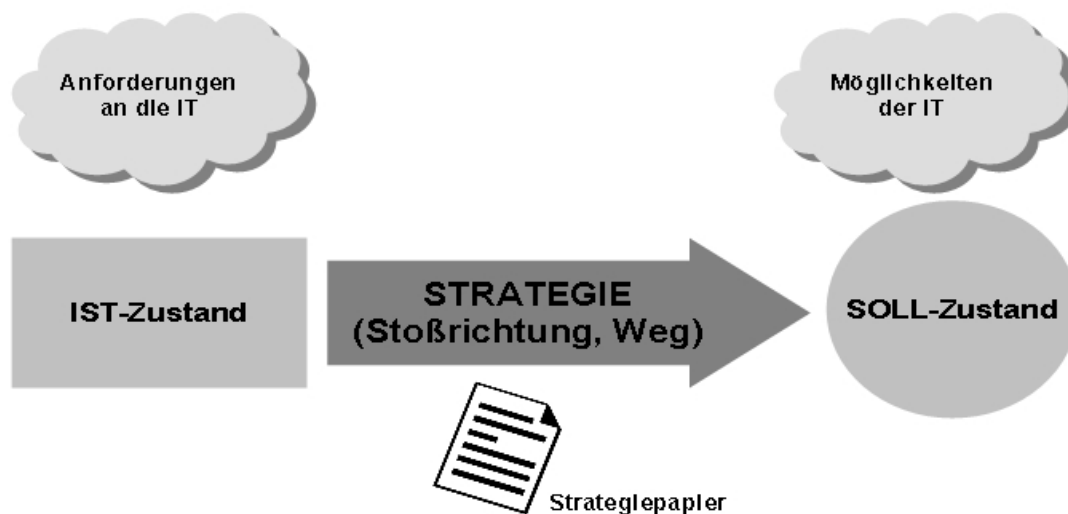 Anforderungen
an die IT
Möglichkeiten
der IT
IST-Zustand
STRATEGIE
(Stoßrichtung, Weg)
SOLL-Zustand
Strategiepapier